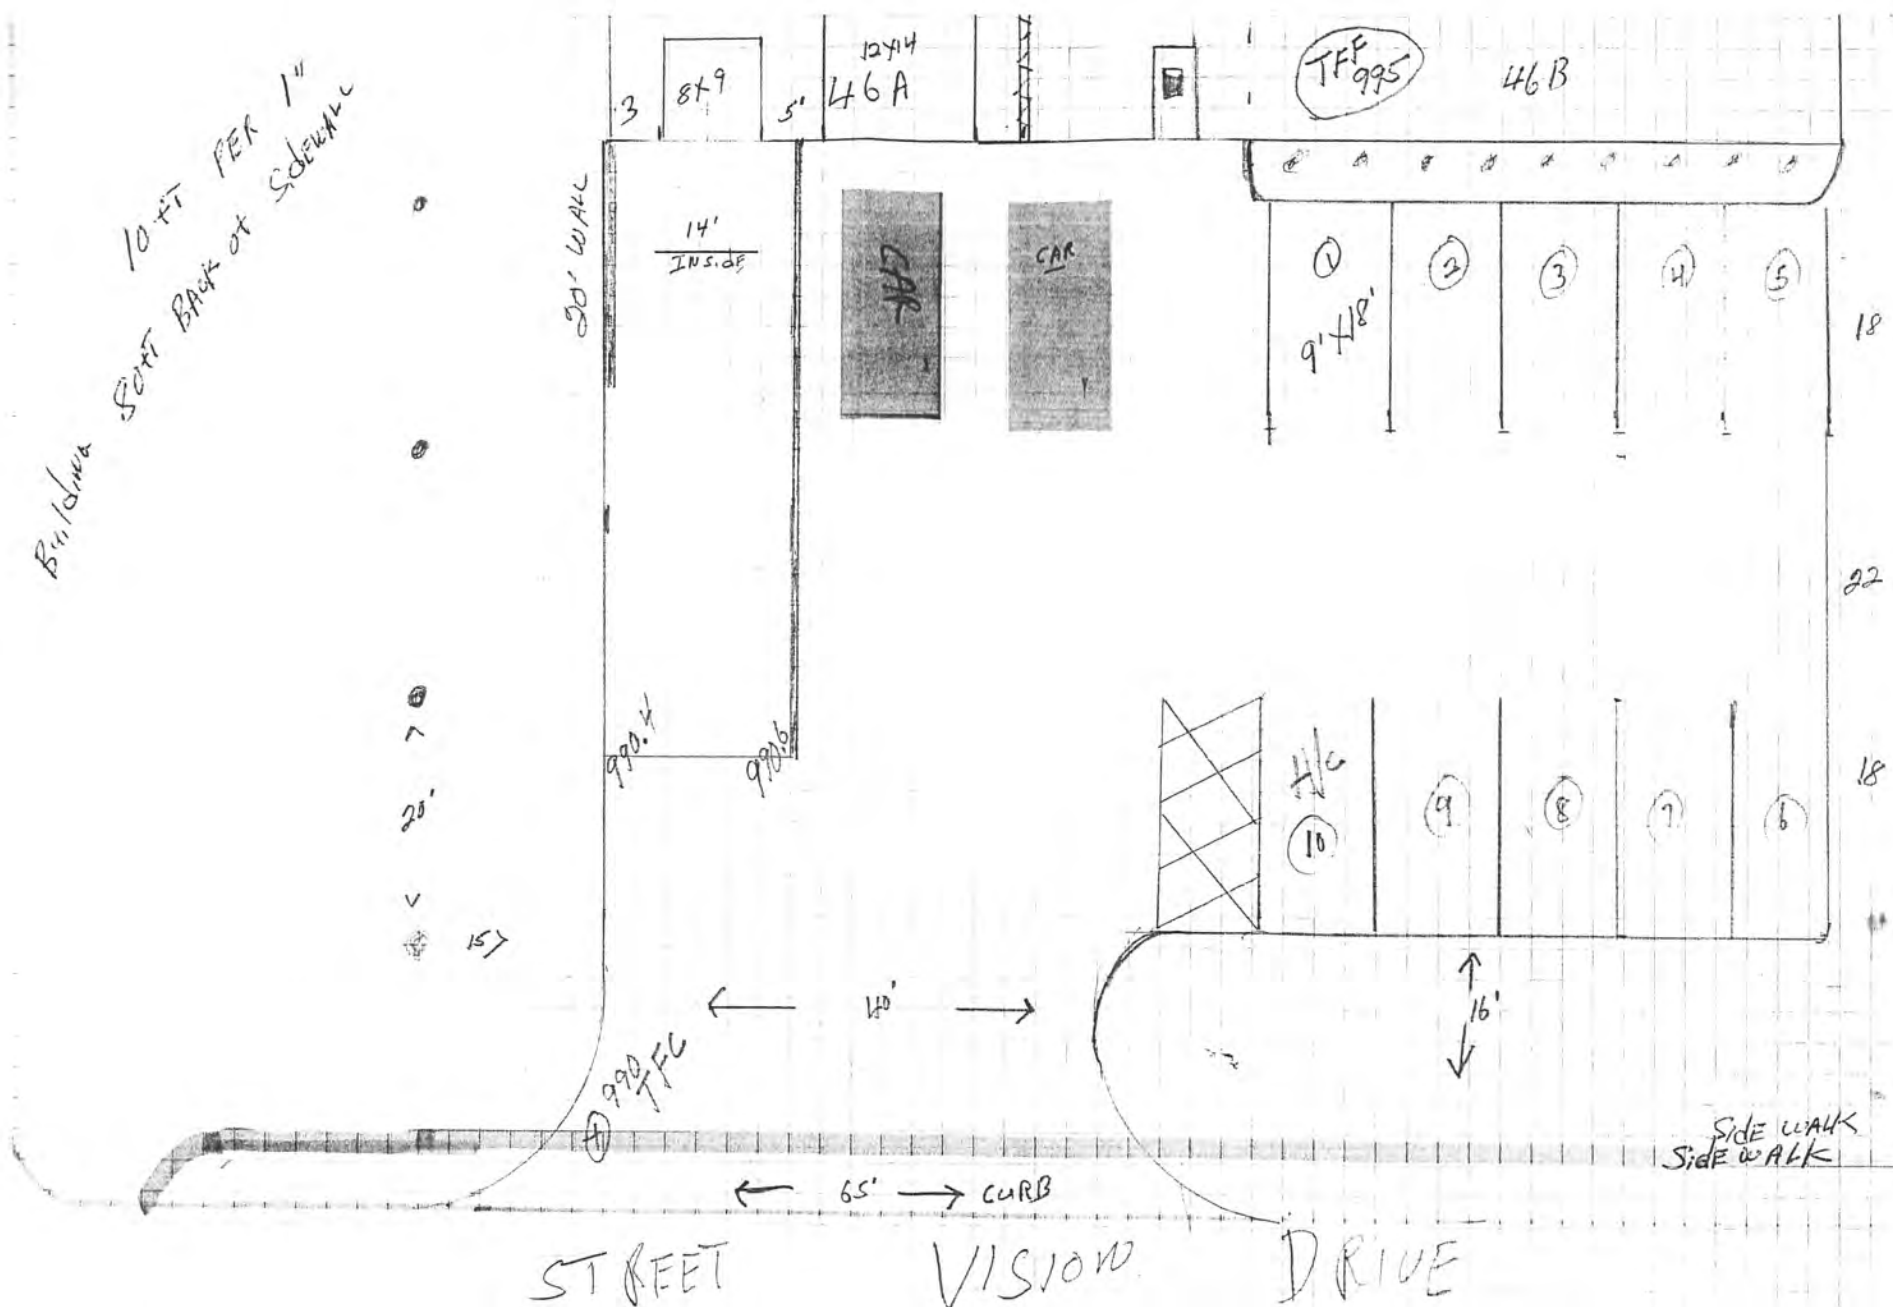 10 FT PER 1"
Building 50FT BACK OF SidEWALK
3
8x9
5'
12x14
46A
TFF
995
46B
20' WALL
14'
INSidE
CAR
CAR
1
2
3
4
5
9'x18'
18
22
990.4
990.6
H/C
10
9
8
7
6
18
20'
15>
40'
16'
990
TFC
SidE WALK
SidE WALK
65'
CURB
STREET VISION DRIVE